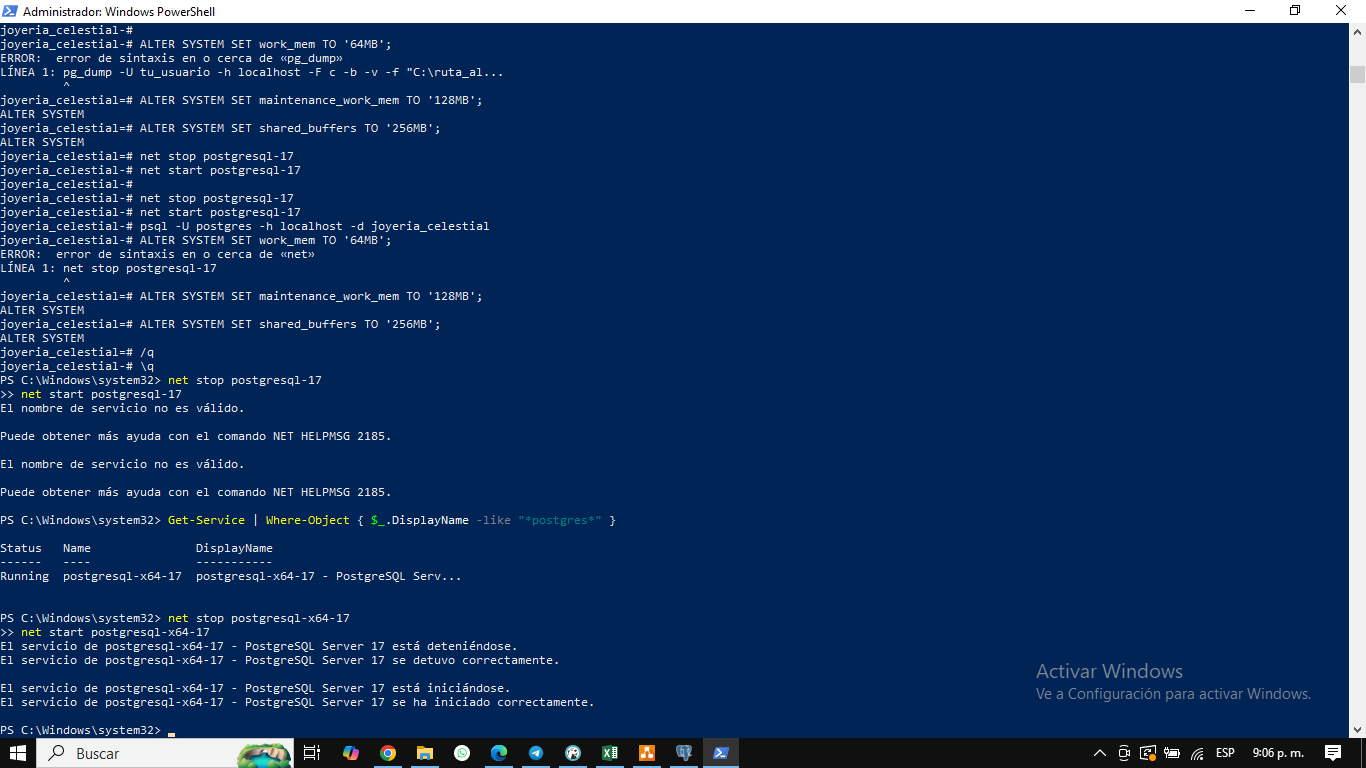 Administrador: Windows PowerShell
joyeria_celestial-#
joyeria_celestial-# ALTER SYSTEM SET work_mem TO '64MB';
ERROR:  error de sintaxis en o cerca de «pg_dump»
LÍNEA 1: pg_dump -U tu_usuario -h localhost -F c -b -v -f "C:\ruta_al...
^
joyeria_celestial=# ALTER SYSTEM SET maintenance_work_mem TO '128MB';
ALTER SYSTEM
joyeria_celestial=# ALTER SYSTEM SET shared_buffers TO '256MB';
ALTER SYSTEM
joyeria_celestial=# net stop postgresql-17
joyeria_celestial-# net start postgresql-17
joyeria_celestial-#
joyeria_celestial-# net stop postgresql-17
joyeria_celestial-# net start postgresql-17
joyeria_celestial-# psql -U postgres -h localhost -d joyeria_celestial
joyeria_celestial-# ALTER SYSTEM SET work_mem TO '64MB';
ERROR:  error de sintaxis en o cerca de «net»
LÍNEA 1: net stop postgresql-17
^
joyeria_celestial=# ALTER SYSTEM SET maintenance_work_mem TO '128MB';
ALTER SYSTEM
joyeria_celestial=# ALTER SYSTEM SET shared_buffers TO '256MB';
ALTER SYSTEM
joyeria_celestial=# /q
joyeria_celestial-# \q
PS C:\Windows\system32> net stop postgresql-17
>> net start postgresql-17
El nombre de servicio no es válido.
Puede obtener más ayuda con el comando NET HELPMSG 2185.
El nombre de servicio no es válido.
Puede obtener más ayuda con el comando NET HELPMSG 2185.
PS C:\Windows\system32> Get-Service | Where-Object { $_.DisplayName -like "*postgres*" }
Status   Name               DisplayName
------   ----               -----------
Running  postgresql-x64-17  postgresql-x64-17 - PostgreSQL Serv...
PS C:\Windows\system32> net stop postgresql-x64-17
>> net start postgresql-x64-17
El servicio de postgresql-x64-17 - PostgreSQL Server 17 está deteniéndose.
El servicio de postgresql-x64-17 - PostgreSQL Server 17 se detuvo correctamente.
El servicio de postgresql-x64-17 - PostgreSQL Server 17 está iniciándose.
El servicio de postgresql-x64-17 - PostgreSQL Server 17 se ha iniciado correctamente.
PS C:\Windows\system32>
Activar Windows
Ve a Configuración para activar Windows.
Buscar
ESP
9:06 p. m.